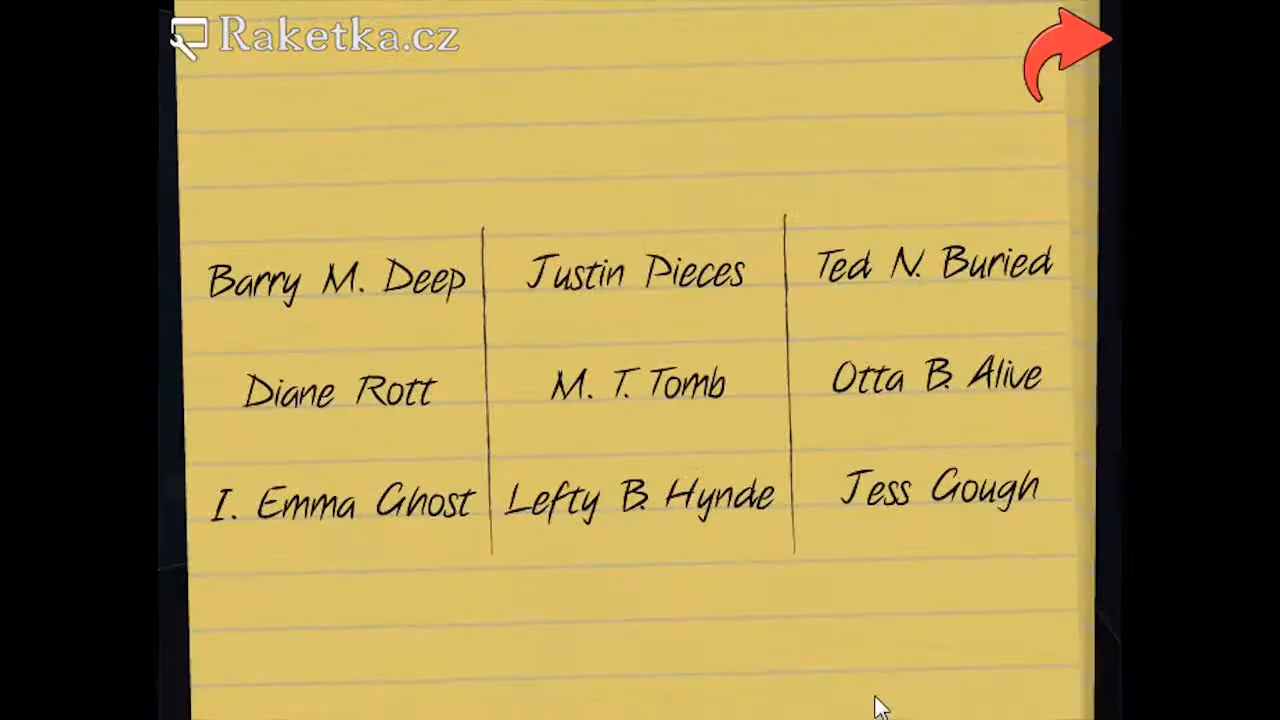 Raketka.cz
Barry M. Deep Justin Pieces Ted N. Buried
Diane Rott M. T. Tomb Otta B. Alive
I. Emma Ghost Lefty B. Hynde Jess Gough